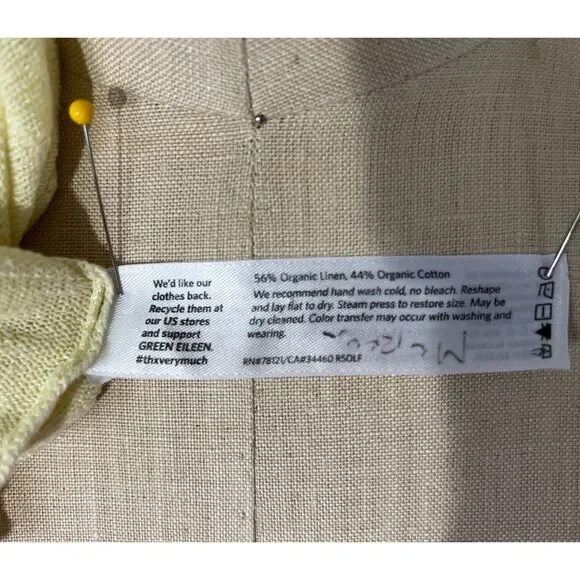 We'd like our
clothes back.
Recycle them at
our US stores
and support
GREEN EILEEN.
#thxverymuch
56% Organic Linen, 44% Organic Cotton
We recommend hand wash cold, no bleach. Reshape
and lay flat to dry. Steam press to restore size. May be
dry cleaned. Color transfer may occur with washing and
wearing.
RN#78121/CA#34460 R5OLF